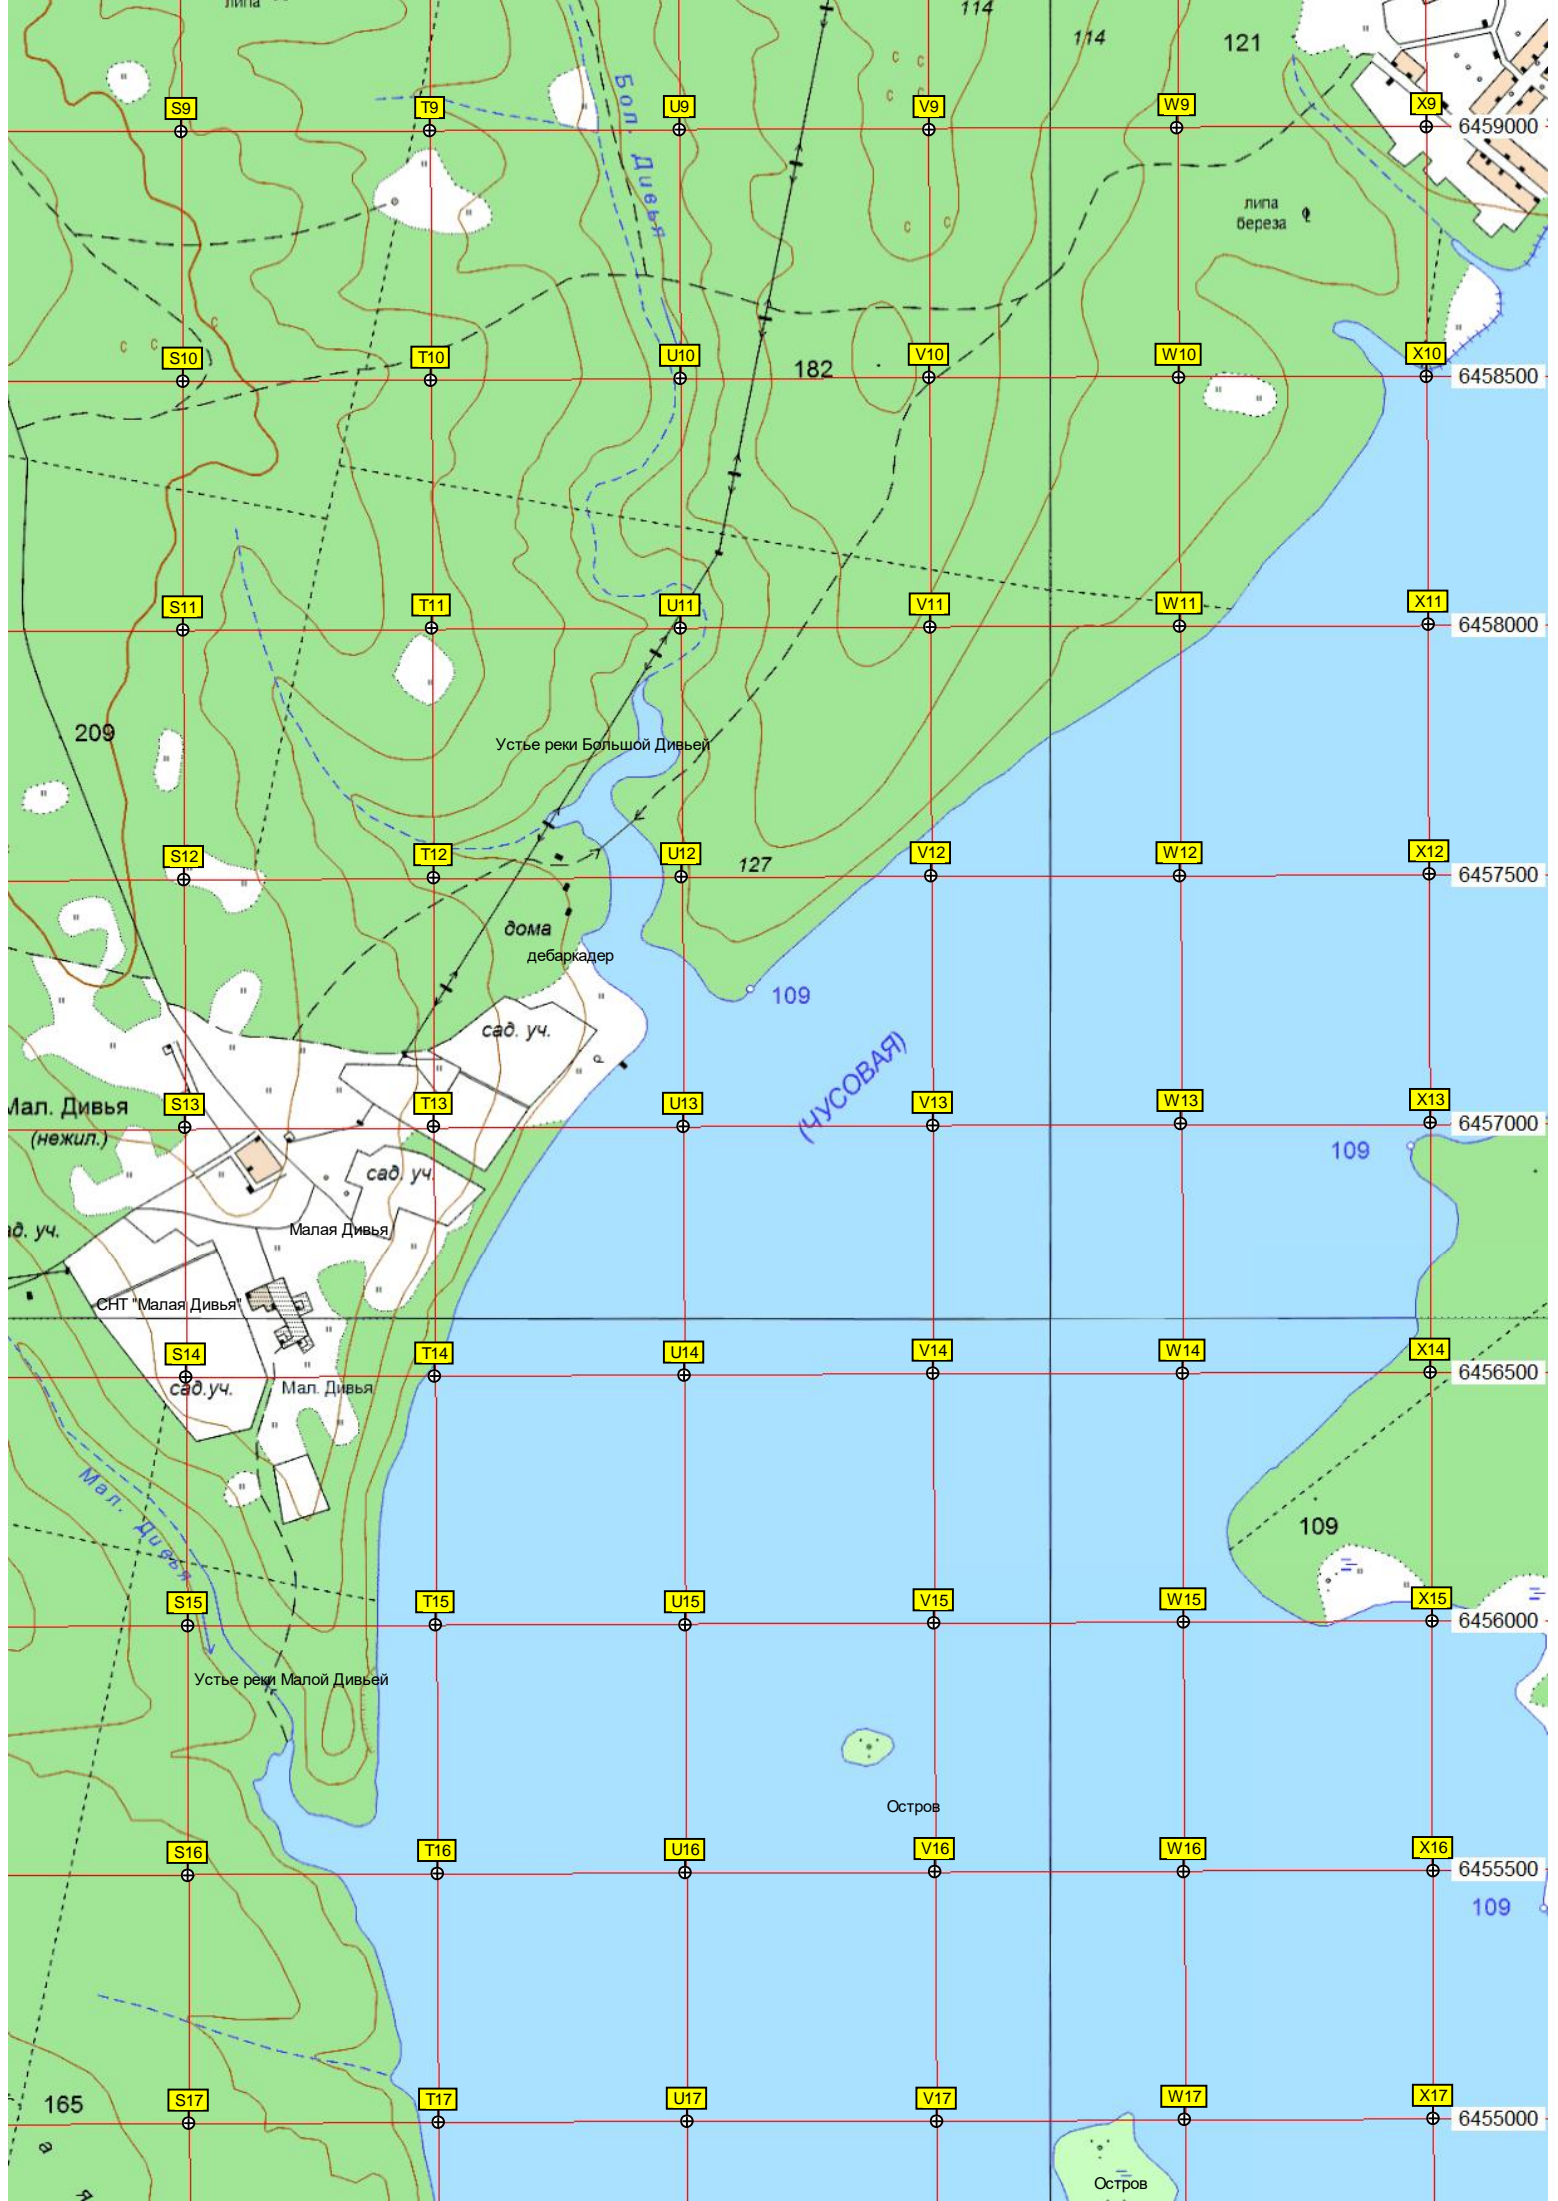 липа
114
114
121
Бол. Дивья
S9
T9
U9
V9
W9
X9
6459000
липа
береза
S10
T10
U10
182
V10
W10
X10
6458500
S11
T11
U11
V11
W11
X11
6458000
209
Устье реки Большой Дивьей
S12
T12
U12
127
V12
W12
X12
6457500
дома
дебаркадер
109
сад. уч.
(ЧУСОВАЯ)
Мал. Дивья
(нежил.)
S13
T13
U13
V13
W13
X13
6457000
109
сад. уч.
ад. уч.
Малая Дивья
СНТ "Малая Дивья"
S14
T14
U14
V14
W14
X14
6456500
сад.уч.
Мал. Дивья
Мал. Дивья
109
S15
T15
U15
V15
W15
X15
6456000
Устье реки Малой Дивьей
Остров
S16
T16
U16
V16
W16
X16
6455500
109
165
S17
T17
U17
V17
W17
X17
6455000
а
я
Остров